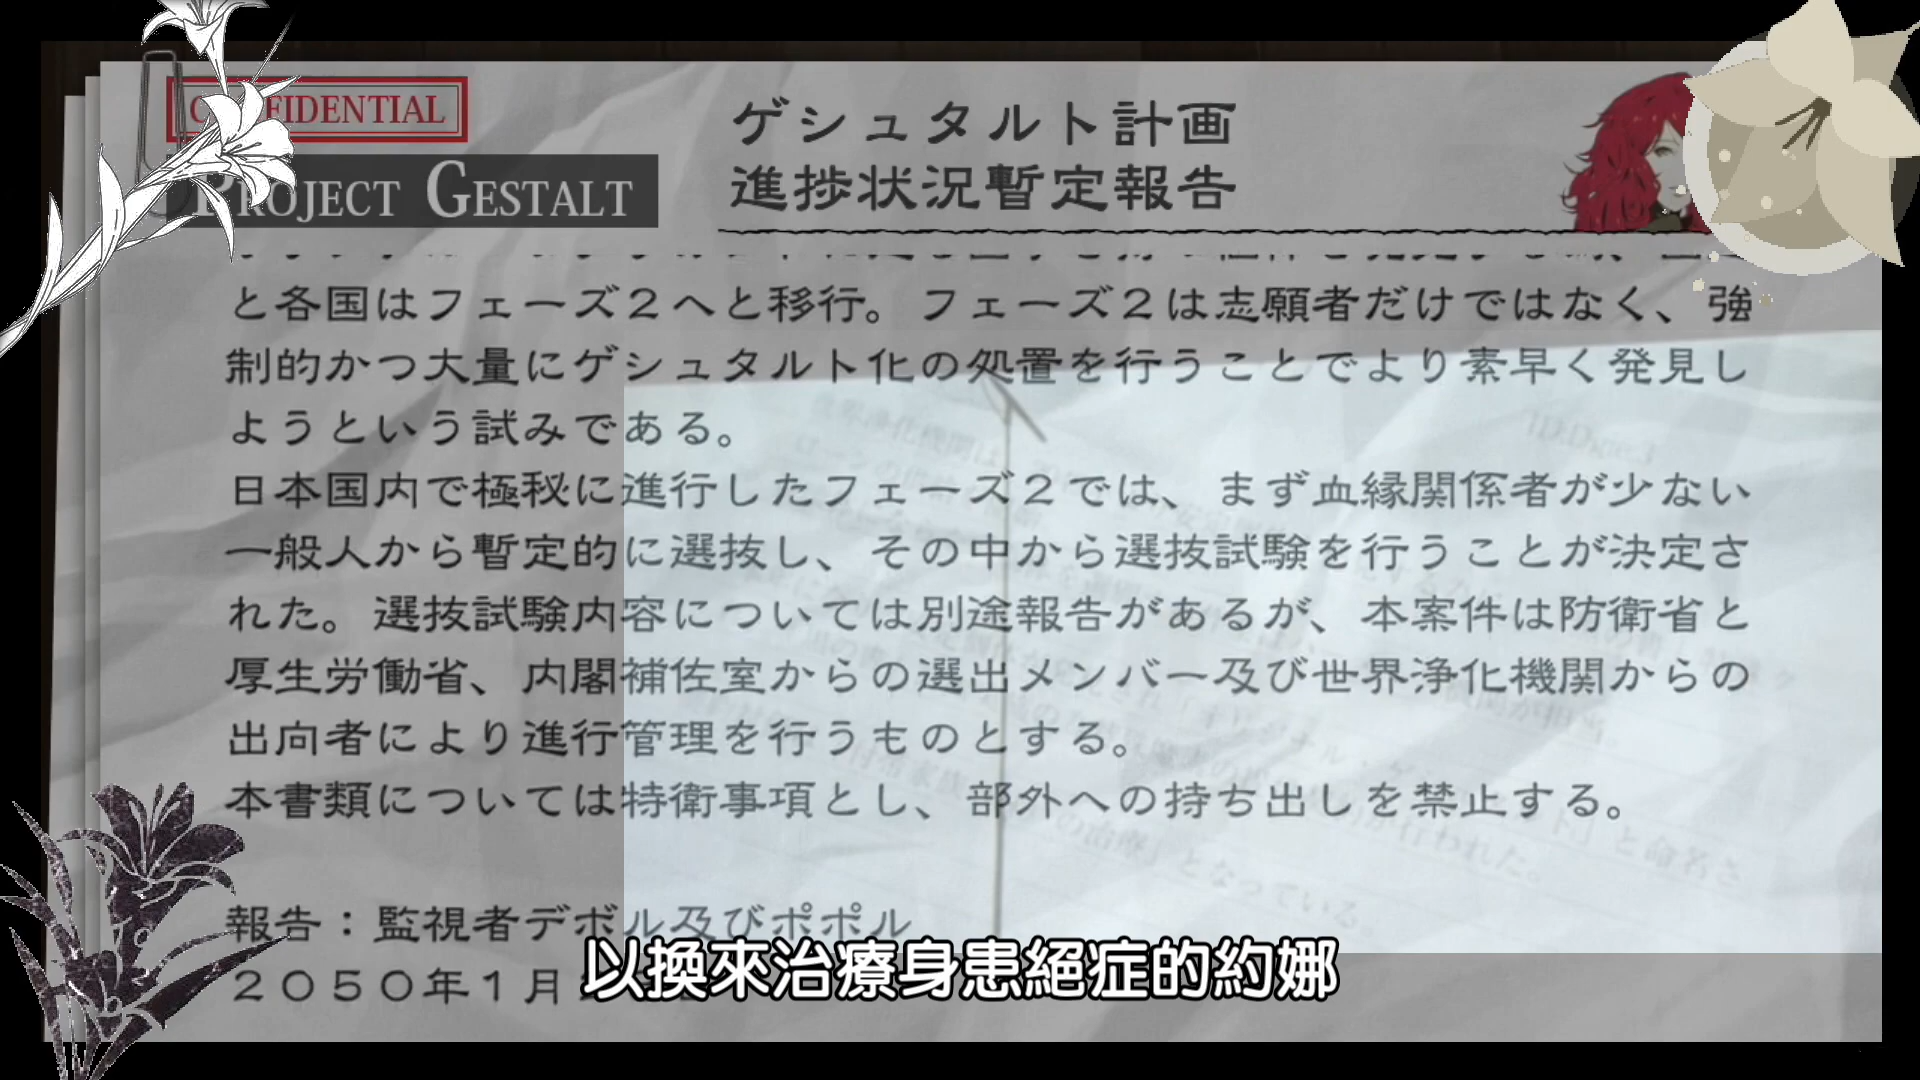 CONFIDENTIAL
PROJECT GESTALT
ゲシュタルト計画
進捗状況暫定報告
と各国はフェーズ2へと移行。フェーズ2は志願者だけではなく、強
制的かつ大量にゲシュタルト化の処置を行うことでより素早く発見し
ようという試みである。
日本国内で極秘に進行したフェーズ2では、まず血縁関係者が少ない
一般人から暫定的に選抜し、その中から選抜試験を行うことが決定さ
れた。選抜試験内容については別途報告があるが、本案件は防衛省と
厚生労働省、内閣補佐室からの選出メンバー及び世界浄化機関からの
出向者により進行管理を行うものとする。
本書類については特衛事項とし、部外への持ち出しを禁止する。
報告：監視者デボル及びポポル
2050年1月
以換來治療身患絕症的約娜